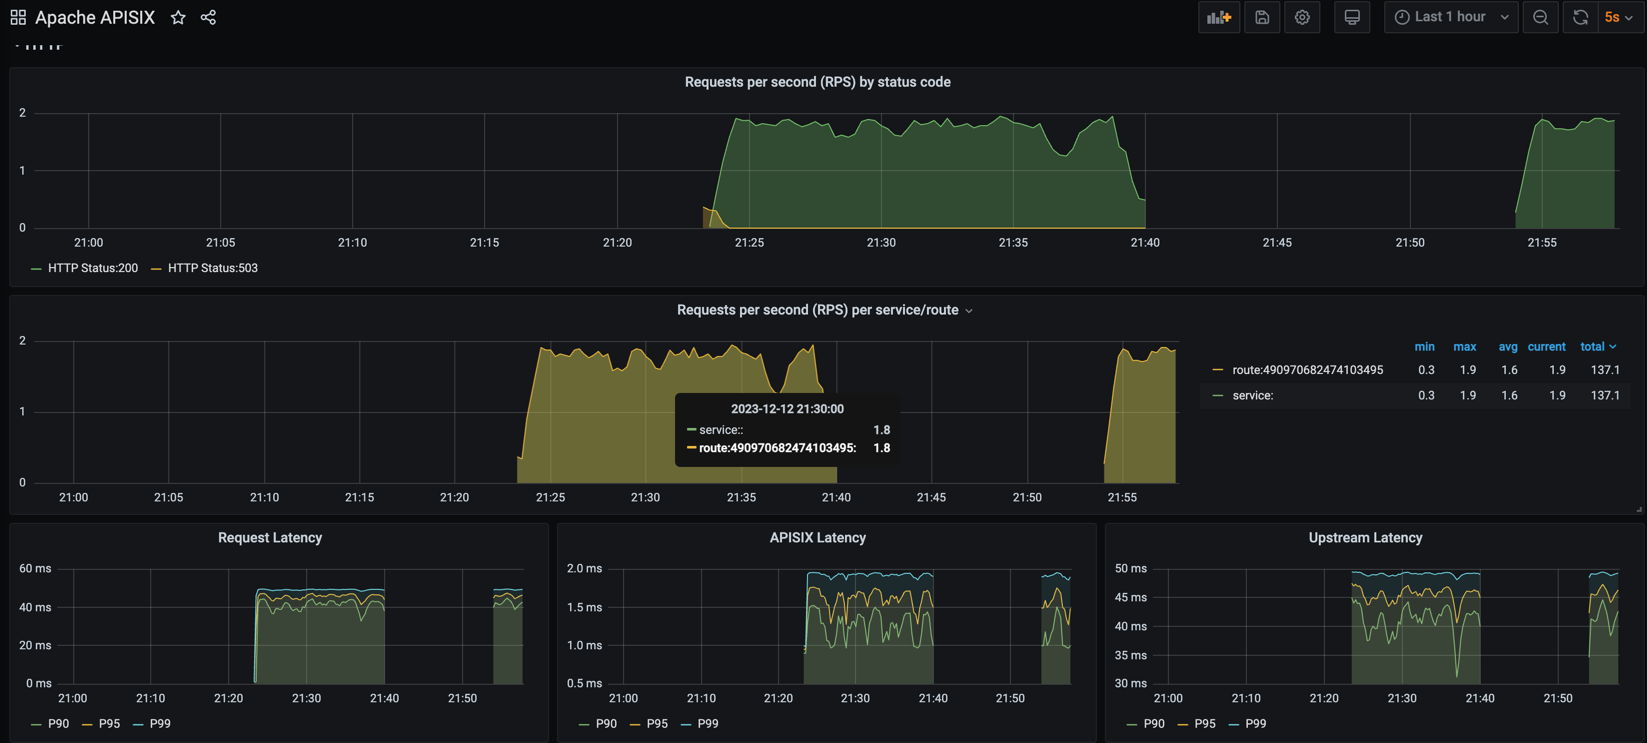 Apache APISIX
Last 1 hour
5s
Requests per second (RPS) by status code
2
1
0
21:00 21:05 21:10 21:15 21:20 21:25 21:30 21:35 21:40 21:45 21:50 21:55
HTTP Status:200 HTTP Status:503
Requests per second (RPS) per service/route
2
1
0
21:00 21:05 21:10 21:15 21:20 21:25 21:30 21:35 21:40 21:45 21:50 21:55
2023-12-12 21:30:00
service:: 1.8
route:490970682474103495: 1.8
min max avg current total
route:490970682474103495 0.3 1.9 1.6 1.9 137.1
service: 0.3 1.9 1.6 1.9 137.1
Request Latency
60 ms
40 ms
20 ms
0 ms
21:00 21:10 21:20 21:30 21:40 21:50
P90 P95 P99
APISIX Latency
2.0 ms
1.5 ms
1.0 ms
0.5 ms
21:00 21:10 21:20 21:30 21:40 21:50
P90 P95 P99
Upstream Latency
50 ms
45 ms
40 ms
35 ms
30 ms
21:00 21:10 21:20 21:30 21:40 21:50
P90 P95 P99